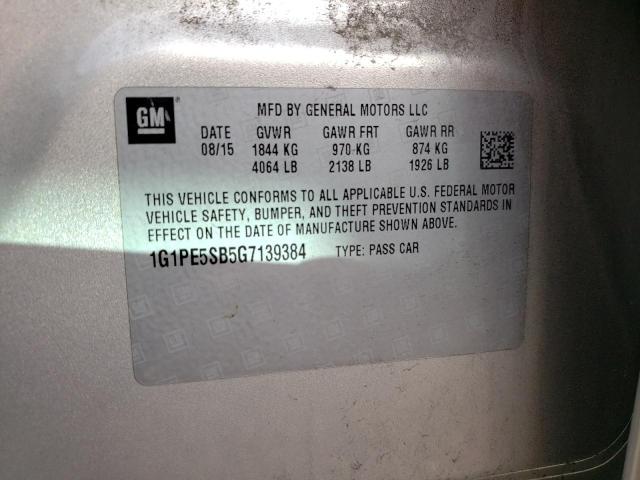 GM
MFD BY GENERAL MOTORS LLC
DATE GVWR GAWR FRT GAWR RR
08/15 1844 KG 970 KG 874 KG
4064 LB 2138 LB 1926 LB
THIS VEHICLE CONFORMS TO ALL APPLICABLE U.S. FEDERAL MOTOR
VEHICLE SAFETY, BUMPER, AND THEFT PREVENTION STANDARDS IN
EFFECT ON THE DATE OF MANUFACTURE SHOWN ABOVE.
1G1PE5SB5G7139384 TYPE: PASS CAR